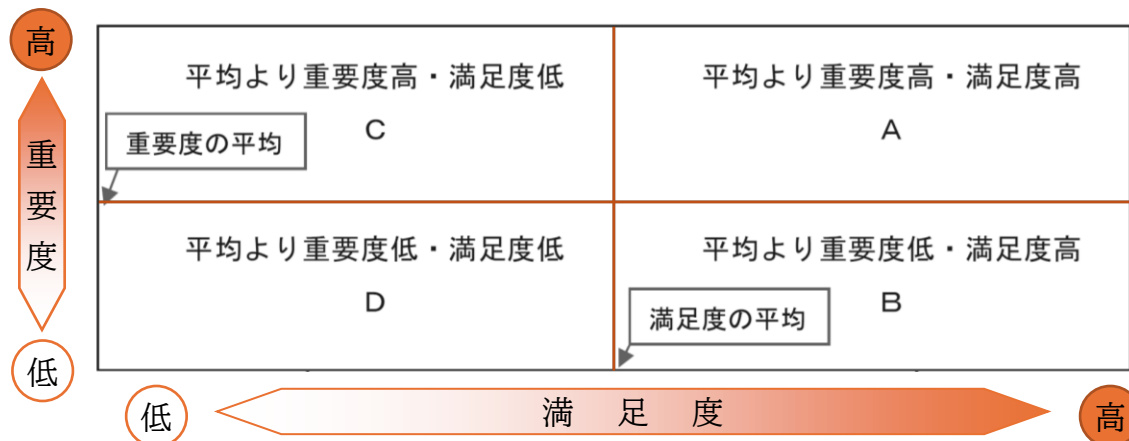 高
重要度
低
平均より重要度高・満足度低
C
重要度の平均
平均より重要度高・満足度高
A
平均より重要度低・満足度低
D
平均より重要度低・満足度高
B
満足度の平均
低
満足度
高